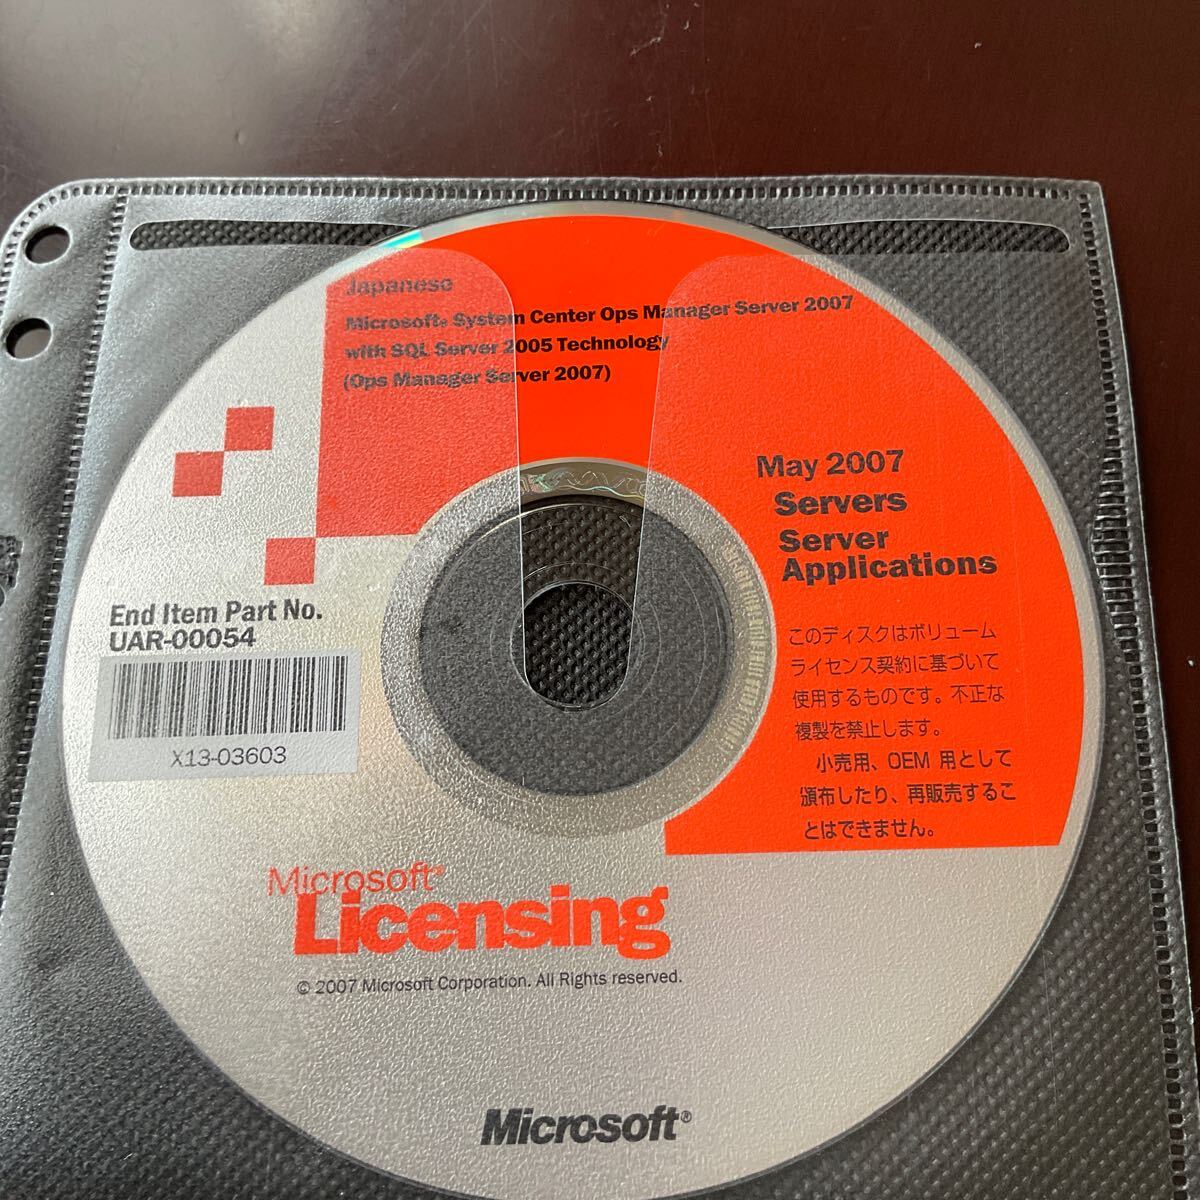 Japanese
Microsoft® System Center Ops Manager Server 2007
with SQL Server 2005 Technology
(Ops Manager Server 2007)
May 2007
Servers
Server
Applications
End Item Part No.
UAR-00054
X13-03603
このディスクはボリューム
ライセンス契約に基づいて
使用するものです。不正な
複製を禁止します。
小売用、OEM 用として
頒布したり、再販売するこ
とはできません。
Microsoft®
Licensing
© 2007 Microsoft Corporation. All Rights reserved.
Microsoft®